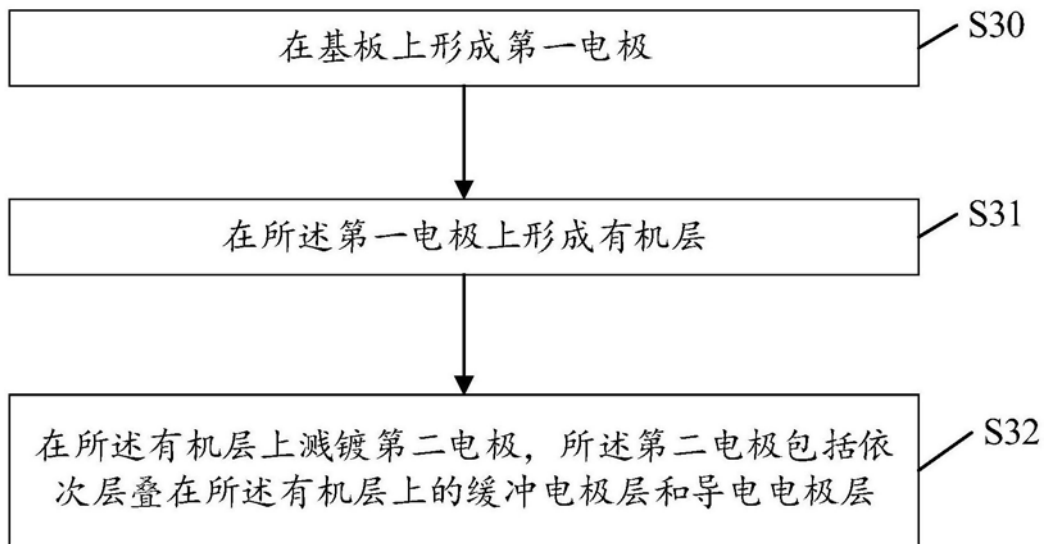 在基板上形成第一电极
S30
在所述第一电极上形成有机层
S31
在所述有机层上溅镀第二电极，所述第二电极包括依
次层叠在所述有机层上的缓冲电极层和导电电极层
S32